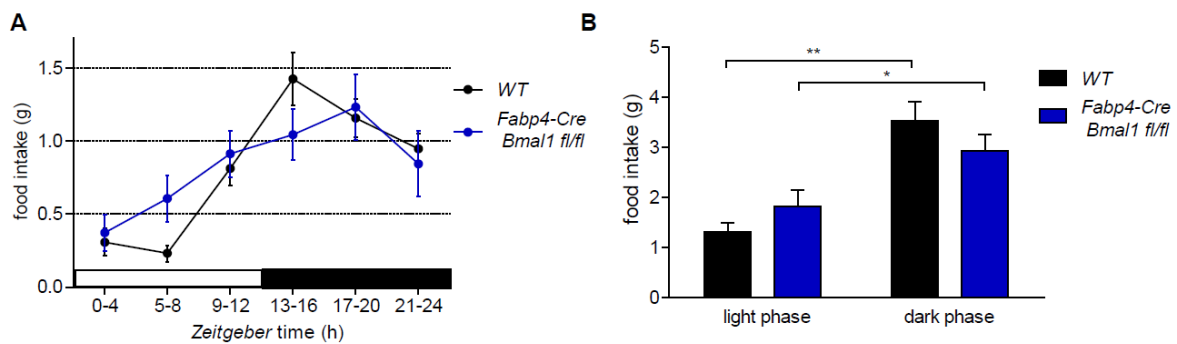 A
food intake (g)
1.5
1.0
0.5
0.0
0-4 5-8 9-12 13-16 17-20 21-24
Zeitgeber time (h)
WT
Fabp4-Cre
Bmal1 fl/fl
B
food intake (g)
5
4
3
2
1
0
**
*
light phase dark phase
WT
Fabp4-Cre
Bmal1 fl/fl